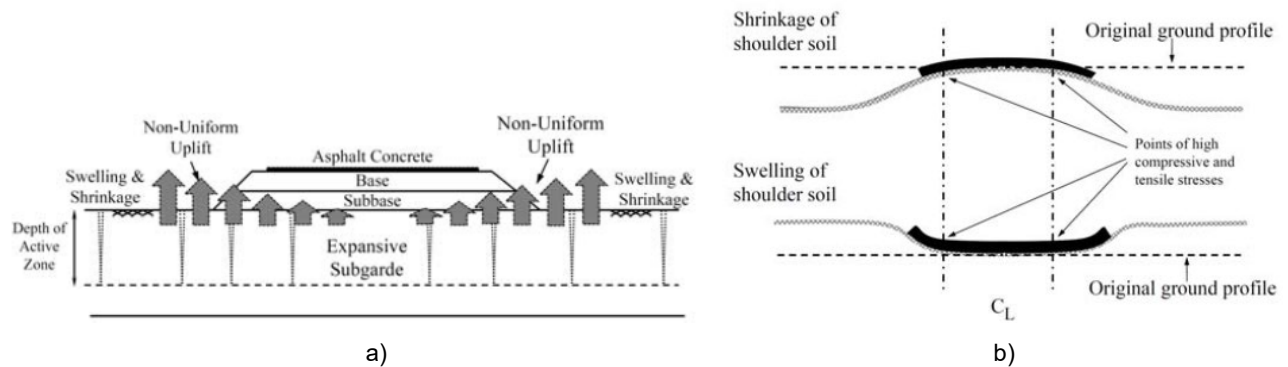 Non-Uniform
Uplift
Non-Uniform
Uplift
Asphalt Concrete
Base
Subbase
Swelling &
Shrinkage
Swelling &
Shrinkage
Depth of
Active
Zone
Expansive
Subgarde
a)
Shrinkage of
shoulder soil
Original ground profile
Points of high
compressive and
tensile stresses
Swelling of
shoulder soil
Original ground profile
CL
b)